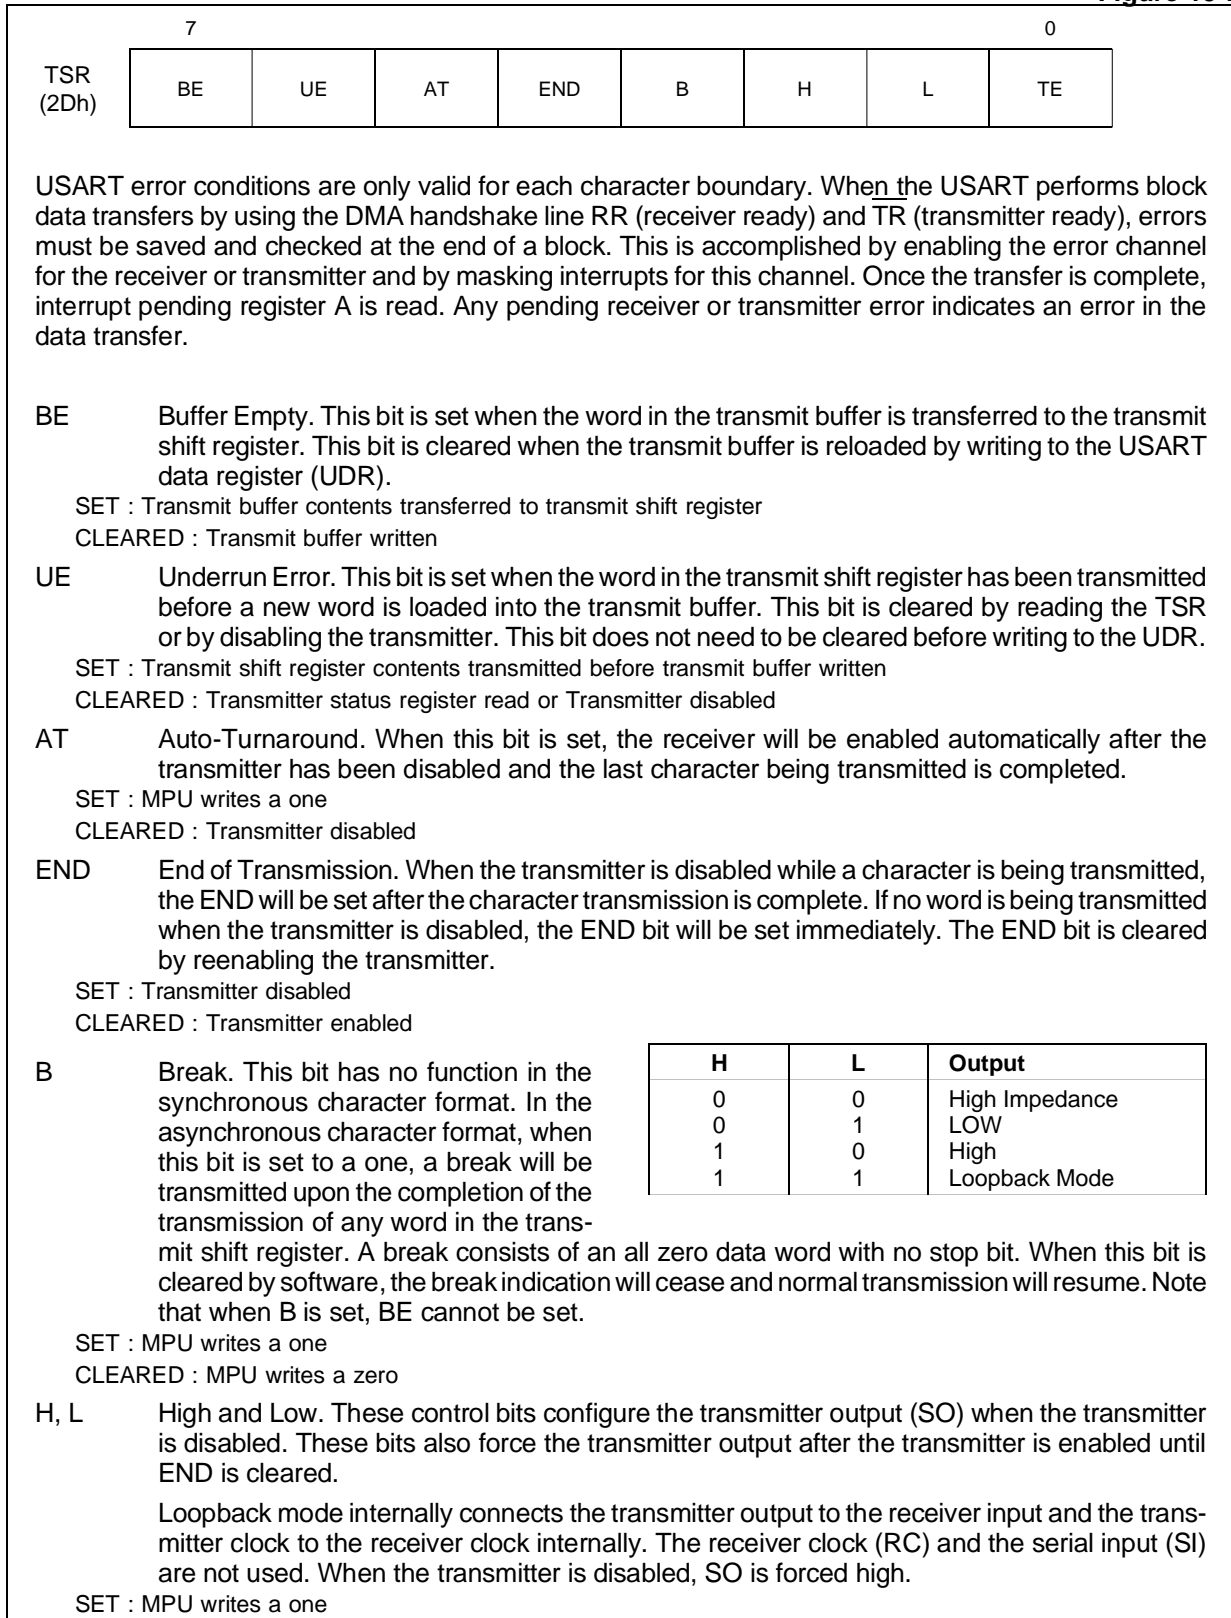 7 0
TSR
(2Dh)
BE UE AT END B H L TE
USART error conditions are only valid for each character boundary. When the USART performs block
data transfers by using the DMA handshake line RR (receiver ready) and TR (transmitter ready), errors
must be saved and checked at the end of a block. This is accomplished by enabling the error channel
for the receiver or transmitter and by masking interrupts for this channel. Once the transfer is complete,
interrupt pending register A is read. Any pending receiver or transmitter error indicates an error in the
data transfer.
BE Buffer Empty. This bit is set when the word in the transmit buffer is transferred to the transmit
shift register. This bit is cleared when the transmit buffer is reloaded by writing to the USART
data register (UDR).
SET : Transmit buffer contents transferred to transmit shift register
CLEARED : Transmit buffer written
UE Underrun Error. This bit is set when the word in the transmit shift register has been transmitted
before a new word is loaded into the transmit buffer. This bit is cleared by reading the TSR
or by disabling the transmitter. This bit does not need to be cleared before writing to the UDR.
SET : Transmit shift register contents transmitted before transmit buffer written
CLEARED : Transmitter status register read or Transmitter disabled
AT Auto-Turnaround. When this bit is set, the receiver will be enabled automatically after the
transmitter has been disabled and the last character being transmitted is completed.
SET : MPU writes a one
CLEARED : Transmitter disabled
END End of Transmission. When the transmitter is disabled while a character is being transmitted,
the END will be set after the character transmission is complete. If no word is being transmitted
when the transmitter is disabled, the END bit will be set immediately. The END bit is cleared
by reenabling the transmitter.
SET : Transmitter disabled
CLEARED : Transmitter enabled
B Break. This bit has no function in the
synchronous character format. In the
asynchronous character format, when
this bit is set to a one, a break will be
transmitted upon the completion of the
transmission of any word in the trans-
mit shift register. A break consists of an all zero data word with no stop bit. When this bit is
cleared by software, the break indication will cease and normal transmission will resume. Note
that when B is set, BE cannot be set.
H L Output
0 0 High Impedance
0 1 LOW
1 0 High
1 1 Loopback Mode
SET : MPU writes a one
CLEARED : MPU writes a zero
H, L High and Low. These control bits configure the transmitter output (SO) when the transmitter
is disabled. These bits also force the transmitter output after the transmitter is enabled until
END is cleared.
Loopback mode internally connects the transmitter output to the receiver input and the trans-
mitter clock to the receiver clock internally. The receiver clock (RC) and the serial input (SI)
are not used. When the transmitter is disabled, SO is forced high.
SET : MPU writes a one